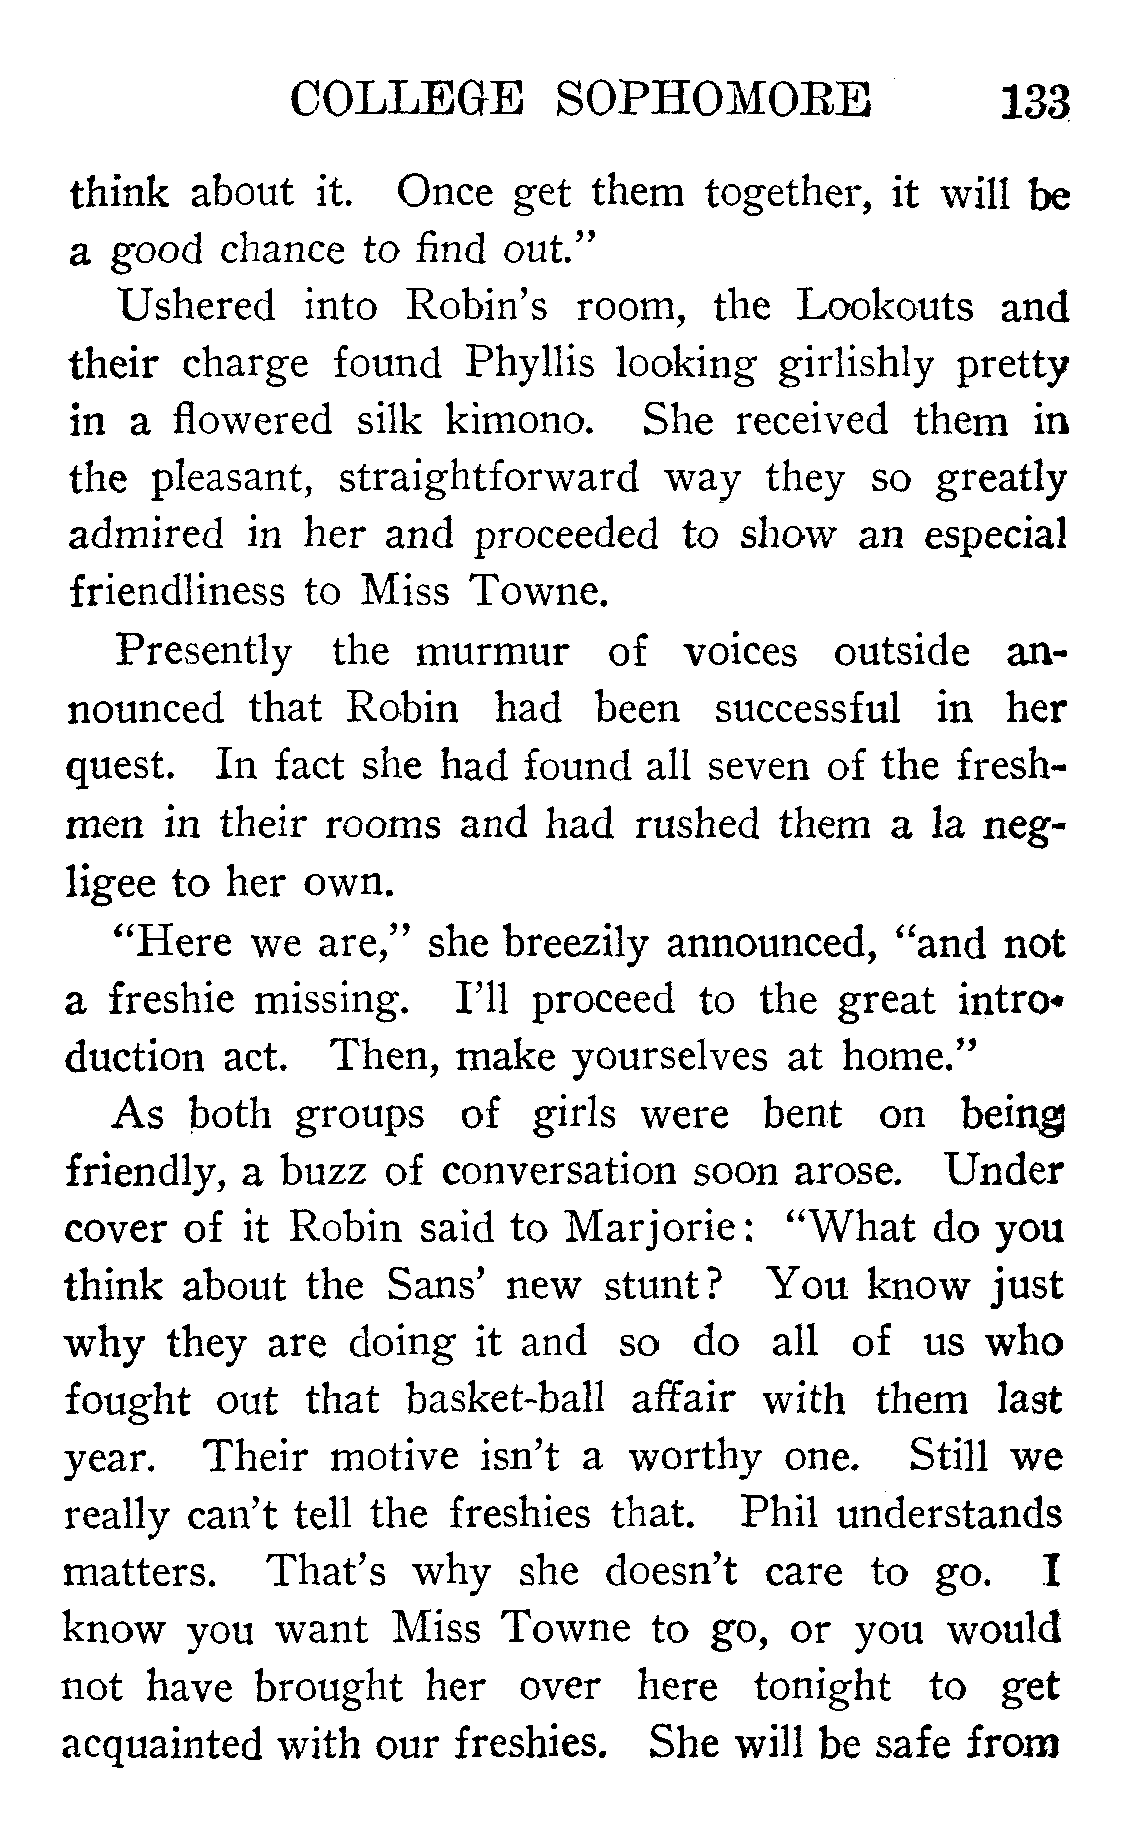 COLLEGE SOPHOMORE 133
think about it. Once get them together, it will be
a good chance to find out.”
Ushered into Robin’s room, the Lookouts and
their charge found Phyllis looking girlishly pretty
in a flowered silk kimono. She received them in
the pleasant, straightforward way they so greatly
admired in her and proceeded to show an especial
friendliness to Miss Towne.
Presently the murmur of voices outside an-
nounced that Robin had been successful in her
quest. In fact she had found all seven of the fresh-
men in their rooms and had rushed them a la neg-
ligee to her own.
“Here we are,” she breezily announced, “and not
a freshie missing. I’ll proceed to the great intro-
duction act. Then, make yourselves at home.”
As both groups of girls were bent on being
friendly, a buzz of conversation soon arose. Under
cover of it Robin said to Marjorie: “What do you
think about the Sans’ new stunt? You know just
why they are doing it and so do all of us who
fought out that basket-ball affair with them last
year. Their motive isn’t a worthy one. Still we
really can’t tell the freshies that. Phil understands
matters. That’s why she doesn’t care to go. I
know you want Miss Towne to go, or you would
not have brought her over here tonight to get
acquainted with our freshies. She will be safe from